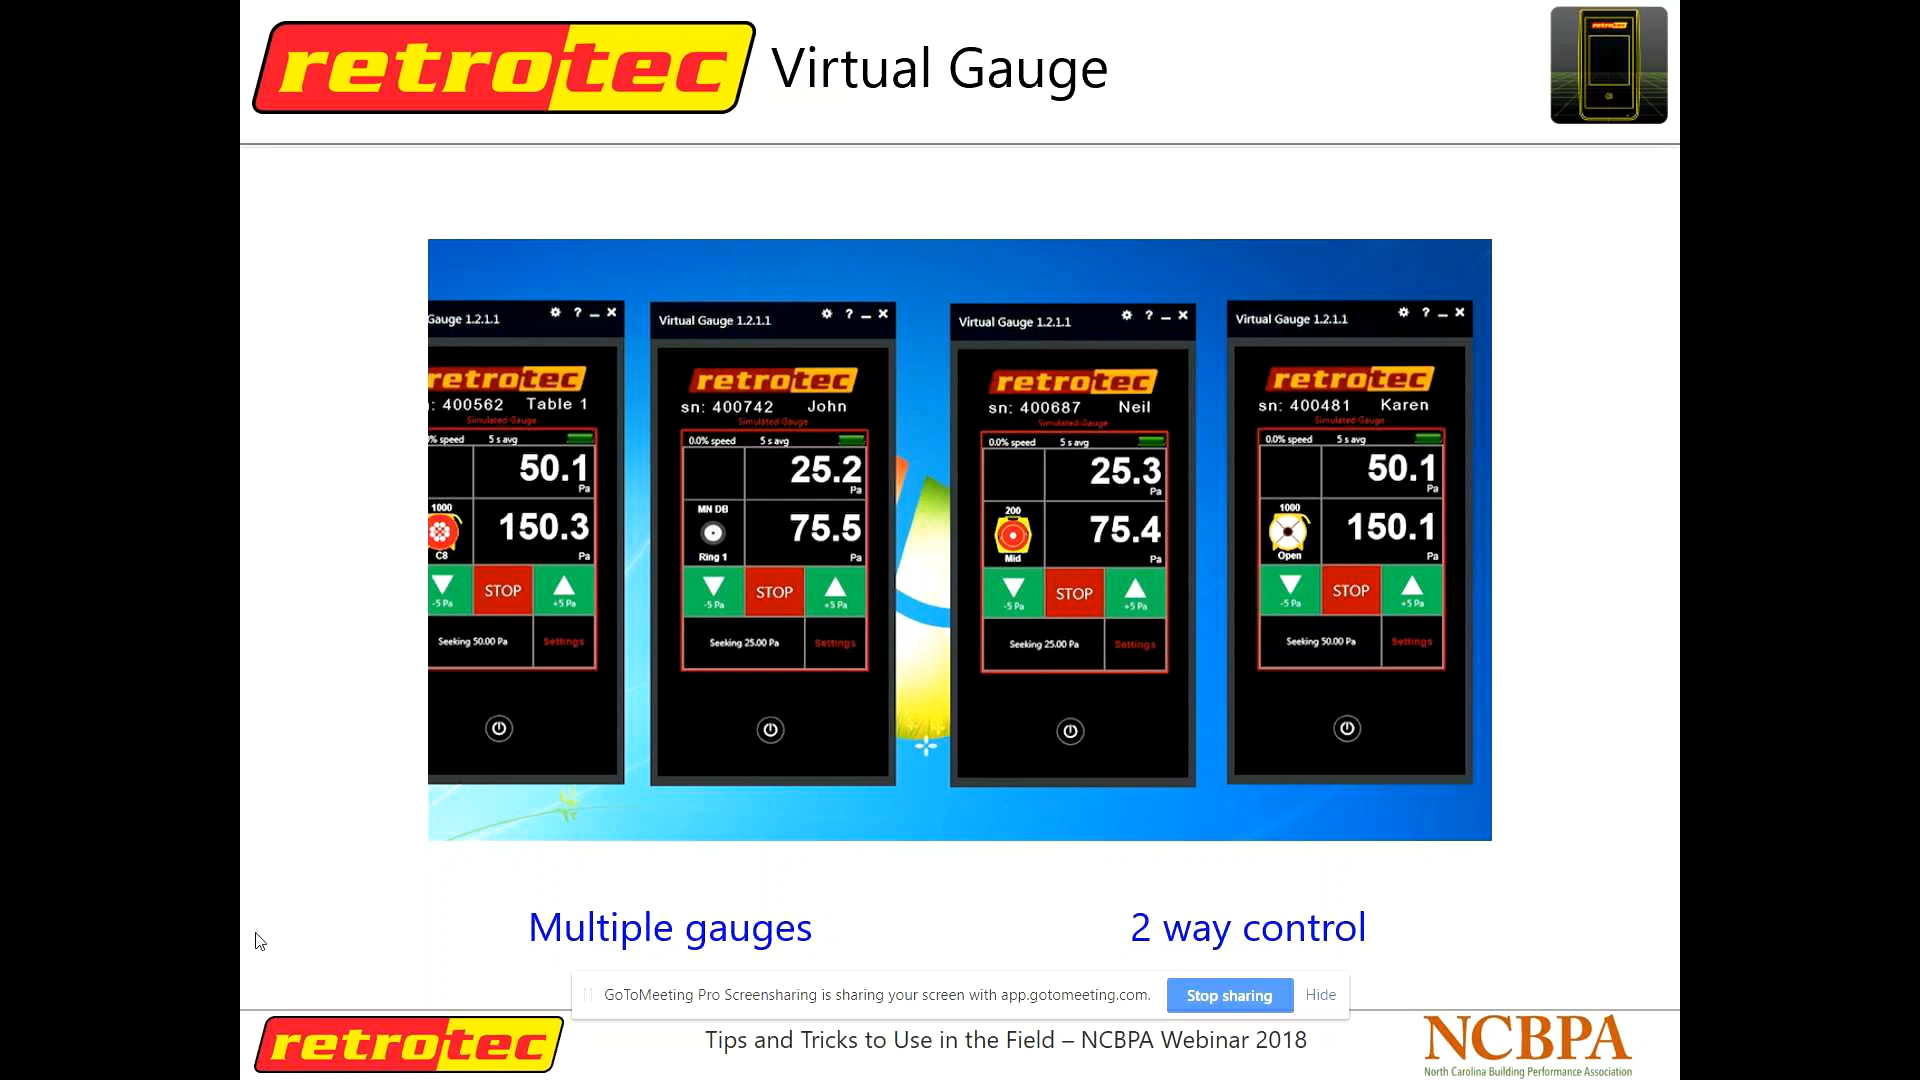 retrotec Virtual Gauge
retrotec
Gauge 1.2.1.1 ?
retrotec
: 400562 Table 1
Simulated Gauge
% speed 5 s avg
50.1
Pa
1000
150.3
C8
Pa
-5 Pa STOP +5 Pa
Seeking 50.00 Pa Settings
Virtual Gauge 1.2.1.1 ?
retrotec
sn: 400742 John
Simulated Gauge
0.0% speed 5 s avg
25.2
Pa
MN DB
75.5
Ring 1
Pa
-5 Pa STOP +5 Pa
Seeking 25.00 Pa Settings
Virtual Gauge 1.2.1.1 ?
retrotec
sn: 400687 Neil
Simulated Gauge
0.0% speed 5 s avg
25.3
Pa
200
75.4
Mid
Pa
-5 Pa STOP +5 Pa
Seeking 25.00 Pa Settings
Virtual Gauge 1.2.1.1 ?
retrotec
sn: 400481 Karen
Simulated Gauge
0.0% speed 5 s avg
50.1
Pa
1000
150.1
Open
Pa
-5 Pa STOP +5 Pa
Seeking 50.00 Pa Settings
Multiple gauges 2 way control
GoToMeeting Pro Screensharing is sharing your screen with app.gotomeeting.com. Stop sharing Hide
retrotec Tips and Tricks to Use in the Field – NCBPA Webinar 2018 NCBPA
North Carolina Building Performance Association